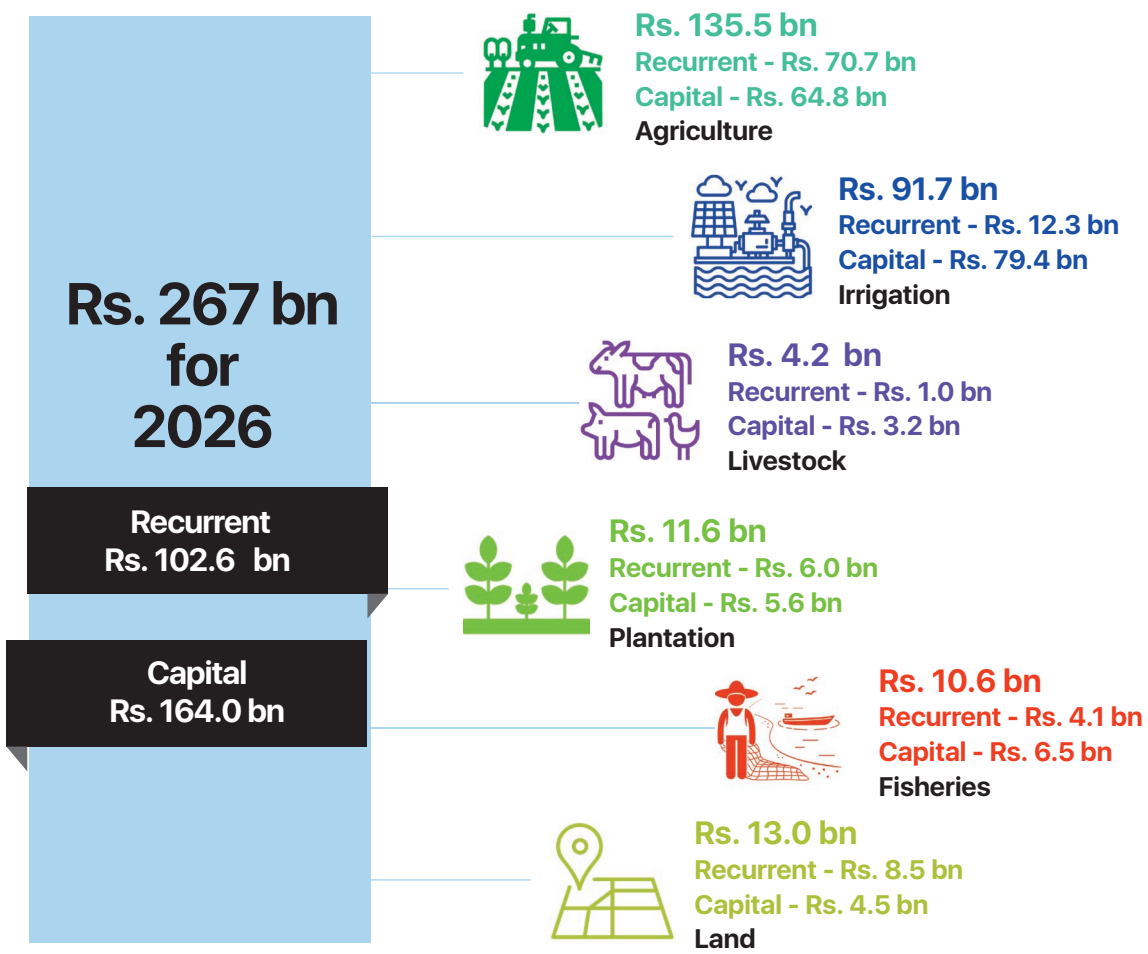 Rs. 267 bn
for
2026
Recurrent
Rs. 102.6 bn
Capital
Rs. 164.0 bn
Rs. 135.5 bn
Recurrent - Rs. 70.7 bn
Capital - Rs. 64.8 bn
Agriculture
Rs. 91.7 bn
Recurrent - Rs. 12.3 bn
Capital - Rs. 79.4 bn
Irrigation
Rs. 4.2 bn
Recurrent - Rs. 1.0 bn
Capital - Rs. 3.2 bn
Livestock
Rs. 11.6 bn
Recurrent - Rs. 6.0 bn
Capital - Rs. 5.6 bn
Plantation
Rs. 10.6 bn
Recurrent - Rs. 4.1 bn
Capital - Rs. 6.5 bn
Fisheries
Rs. 13.0 bn
Recurrent - Rs. 8.5 bn
Capital - Rs. 4.5 bn
Land